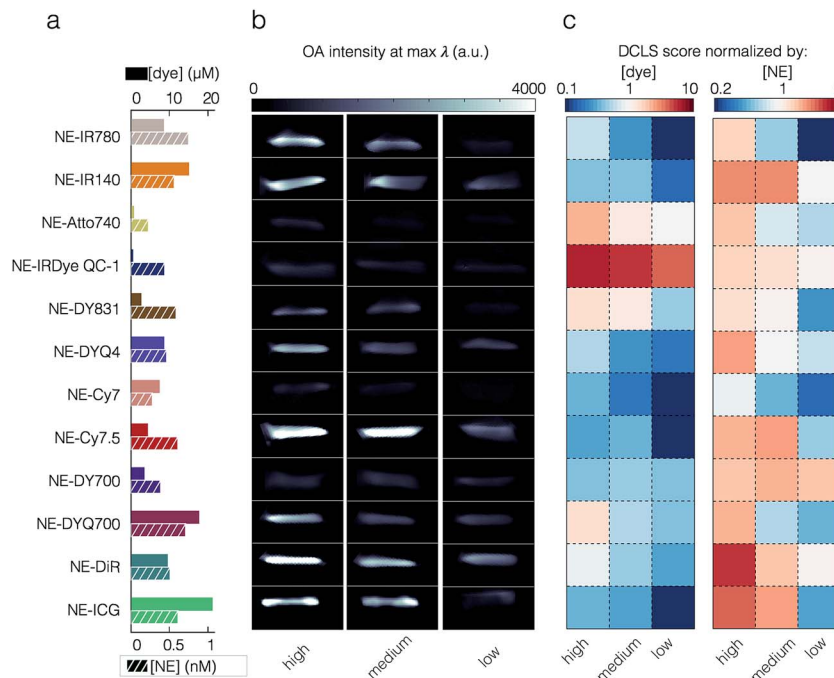 a
b
c
[dye] (µM)
0 10 20
OA intensity at max λ (a.u.)
0 4000
DCLS score normalized by:
[dye] [NE]
0.1 1 10 0.2 1
NE-IR780
NE-IR140
NE-Atto740
NE-IRDye QC-1
NE-DY831
NE-DYQ4
NE-Cy7
NE-Cy7.5
NE-DY700
NE-DYQ700
NE-DiR
NE-ICG
0 0.5 1
[NE] (nM)
high medium low
high medium low
high medium low